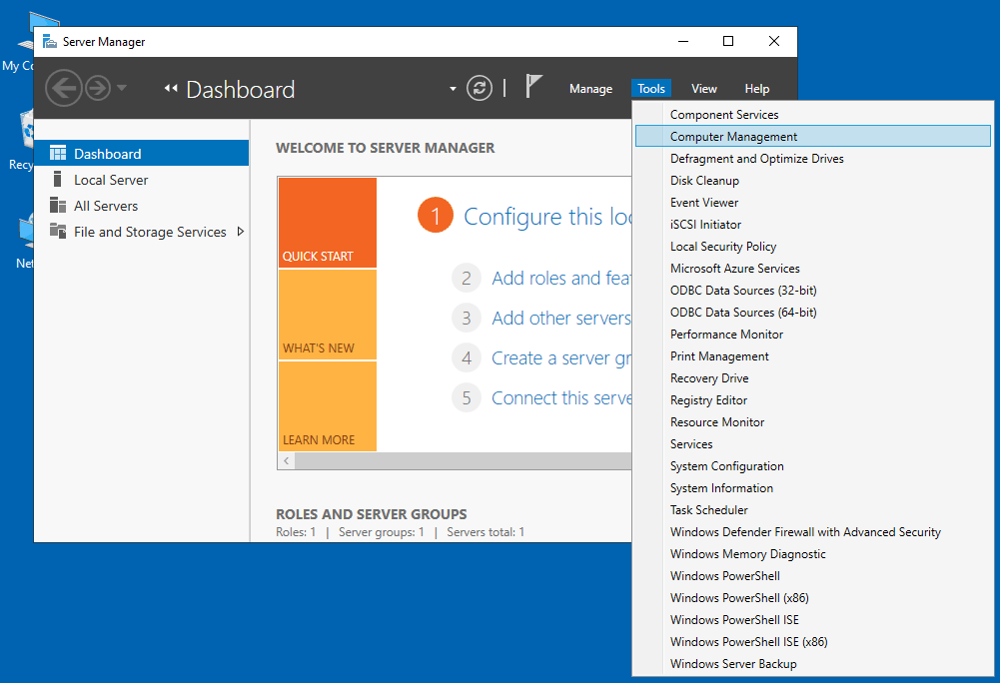 My Co
Recy
Net
Server Manager
Dashboard
Manage
Tools
View
Help
Dashboard
Local Server
All Servers
File and Storage Services
WELCOME TO SERVER MANAGER
QUICK START
WHAT'S NEW
LEARN MORE
1 Configure this loc
2 Add roles and feat
3 Add other servers
4 Create a server gr
5 Connect this serve
ROLES AND SERVER GROUPS
Roles: 1 | Server groups: 1 | Servers total: 1
Component Services
Computer Management
Defragment and Optimize Drives
Disk Cleanup
Event Viewer
iSCSI Initiator
Local Security Policy
Microsoft Azure Services
ODBC Data Sources (32-bit)
ODBC Data Sources (64-bit)
Performance Monitor
Print Management
Recovery Drive
Registry Editor
Resource Monitor
Services
System Configuration
System Information
Task Scheduler
Windows Defender Firewall with Advanced Security
Windows Memory Diagnostic
Windows PowerShell
Windows PowerShell (x86)
Windows PowerShell ISE
Windows PowerShell ISE (x86)
Windows Server Backup